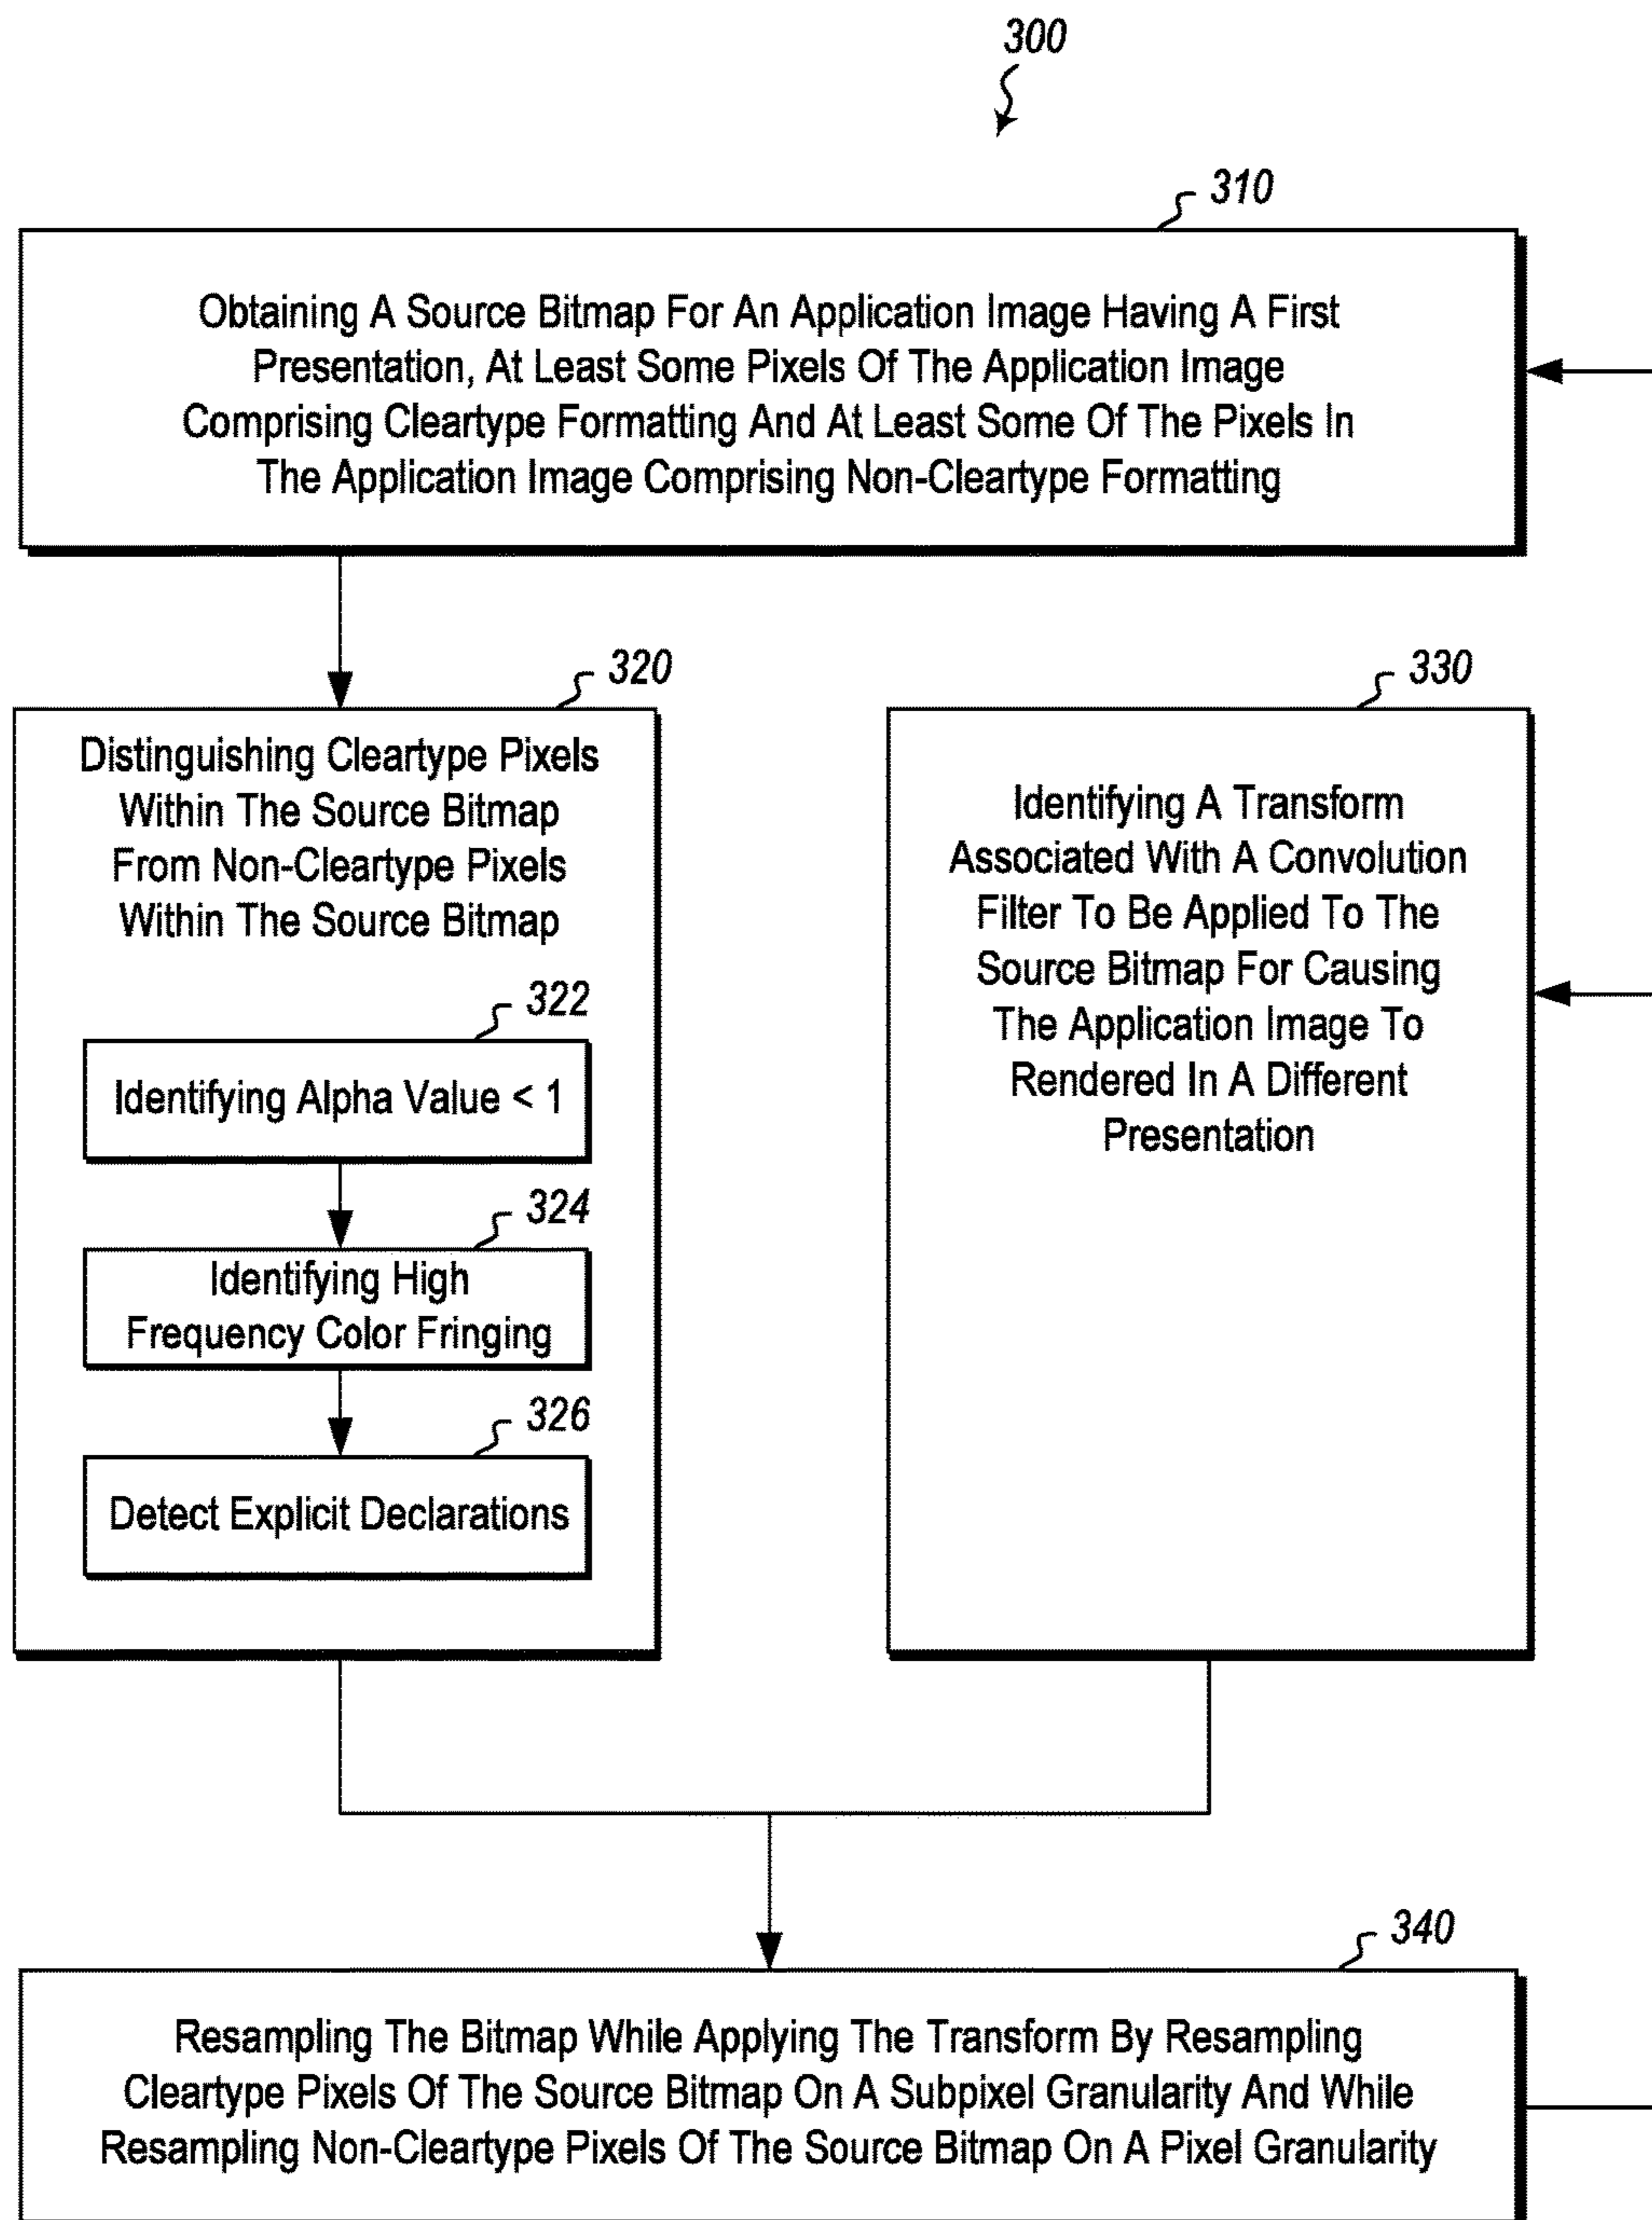 300
310
Obtaining A Source Bitmap For An Application Image Having A First
Presentation, At Least Some Pixels Of The Application Image
Comprising Cleartype Formatting And At Least Some Of The Pixels In
The Application Image Comprising Non-Cleartype Formatting
320
Distinguishing Cleartype Pixels
Within The Source Bitmap
From Non-Cleartype Pixels
Within The Source Bitmap
322
Identifying Alpha Value < 1
324
Identifying High
Frequency Color Fringing
326
Detect Explicit Declarations
330
Identifying A Transform
Associated With A Convolution
Filter To Be Applied To The
Source Bitmap For Causing
The Application Image To
Rendered In A Different
Presentation
340
Resampling The Bitmap While Applying The Transform By Resampling
Cleartype Pixels Of The Source Bitmap On A Subpixel Granularity And While
Resampling Non-Cleartype Pixels Of The Source Bitmap On A Pixel Granularity